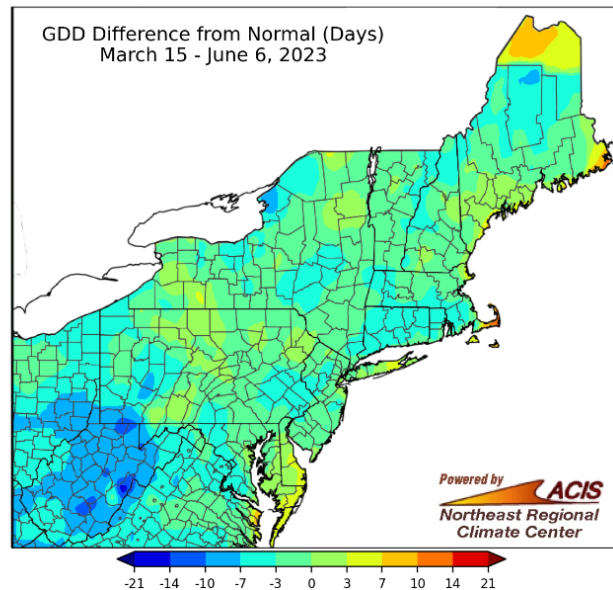 GDD Difference from Normal (Days)
March 15 - June 6, 2023
Powered by
ACIS
Northeast Regional
Climate Center
-21 -14 -10 -7 -3 0 3 7 10 14 21